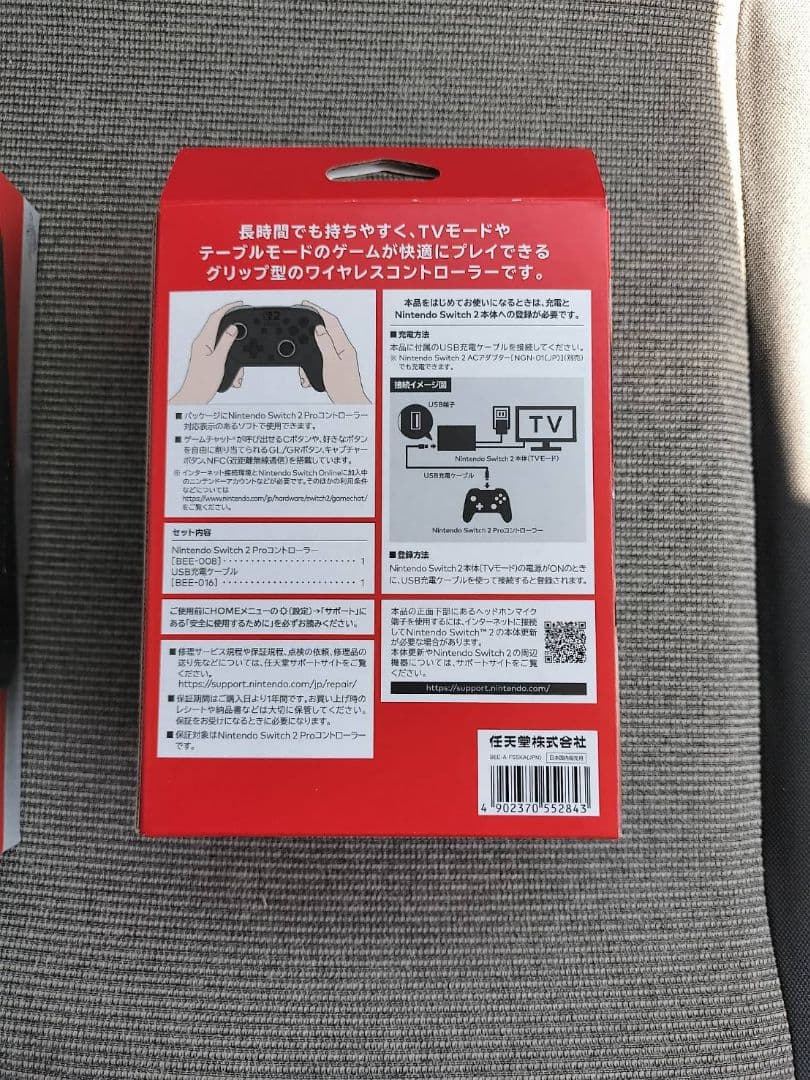 長時間でも持ちやすく、TVモードや
テーブルモードのゲームが快適にプレイできる
グリップ型のワイヤレスコントローラーです。
■パッケージにNintendo Switch 2 Proコントローラー
対応表示のあるソフトで使用できます。
■ゲームチャット※が呼び出せるCボタンや、好きなボタン
を自由に割り当てられるGL/GRボタン、キャプチャー
ボタン、NFC(近距離無線通信)を搭載しています。
※インターネット接続環境とNintendo Switch Onlineに加入中
のニンテンドーアカウントなどが必要です。そのほかの利用条件
などについては
https://www.nintendo.com/jp/hardware/switch2/gamechat/
をご覧ください。
セット内容
Nintendo Switch 2 Proコントローラー
[BEE-008] ・・・・・・・・・・・・・・・・・・・・・ 1
USB充電ケーブル
[BEE-016] ・・・・・・・・・・・・・・・・・・・・・ 1
ご使用前にHOMEメニューの(設定)→「サポート」に
ある「安全に使用するために」を必ずお読みください。
■修理サービス規程や保証規程、点検の依頼、修理品の
送り先などについては、任天堂サポートサイトをご覧
ください。
https://support.nintendo.com/jp/repair/
■保証期間はご購入日より1年間です。お買い上げ時の
レシートや納品書などは大切に保管してください。
保証をお受けになるときに必要になります。
■保証対象はNintendo Switch 2 Proコントローラー
です。
本品をはじめてお使いになるときは、充電と
Nintendo Switch 2 本体への登録が必要です。
■充電方法
本品に付属のUSB充電ケーブルを接続してください。
※ Nintendo Switch 2 ACアダプター[NGN-01(JP)](別売)
でも充電できます。
接続イメージ図
USB端子
TV
Nintendo Switch 2 本体(TVモード)
USB充電ケーブル
Nintendo Switch 2 Proコントローラー
■登録方法
Nintendo Switch 2 本体(TVモード)の電源がONのとき
に、USB充電ケーブルを使って接続すると登録されます。
本品の正面下部にあるヘッドホンマイク
端子を使用するには、インターネットに接続
してNintendo Switch™ 2 の本体更新
が必要な場合があります。
本体更新やNintendo Switch 2 の周辺
機器については、サポートサイトをご覧
ください。
https://support.nintendo.com/
任天堂株式会社
BEE-A-FSSKA(JPN) 日本国内販売用
4 902370 552843